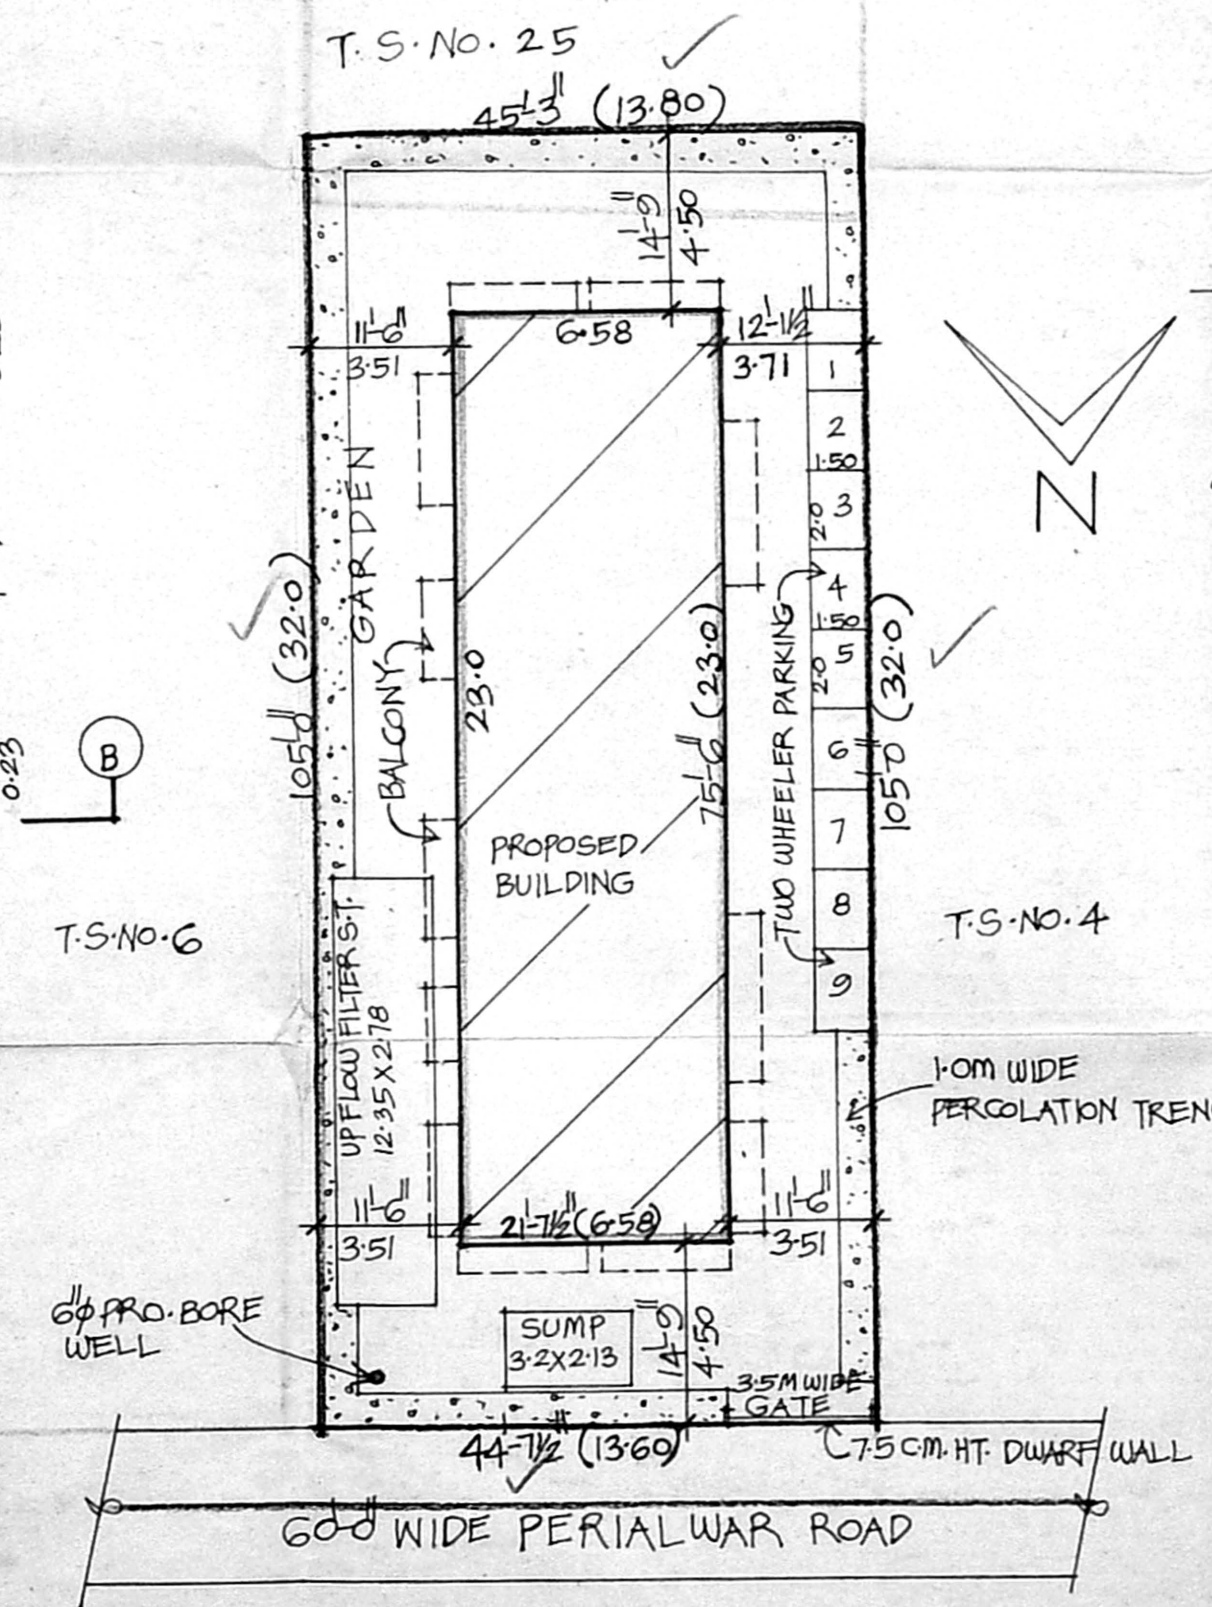 T.S.NO. 25
45'-3" (13.80)
14'-9"
4.50
11'-6"
3.51
6.58
12'-1½"
3.71
1
2
1.50
3
2.0
4
1.50
5
2.0
6
7
8
9
N
GARDEN
BALCONY
105'-0" (32.0)
23.0
75'-6" (23.0)
TWO WHEELER PARKING
105'-0" (32.0)
0.23
B
PROPOSED
BUILDING
T.S.NO.6
T.S.NO.4
UPFLOW FILTER S.T.
12.35X2.78
1.0M WIDE
PERCOLATION TREN
11'-6"
3.51
21'-7½" (6.58)
11'-6"
3.51
6"φ PRO. BORE
WELL
SUMP
3.2X2.13
14'-9"
4.50
3.5M WIDE
GATE
44'-7½" (13.60)
7.5 C.M. HT. DWARF WALL
60'-0" WIDE PERIALWAR ROAD